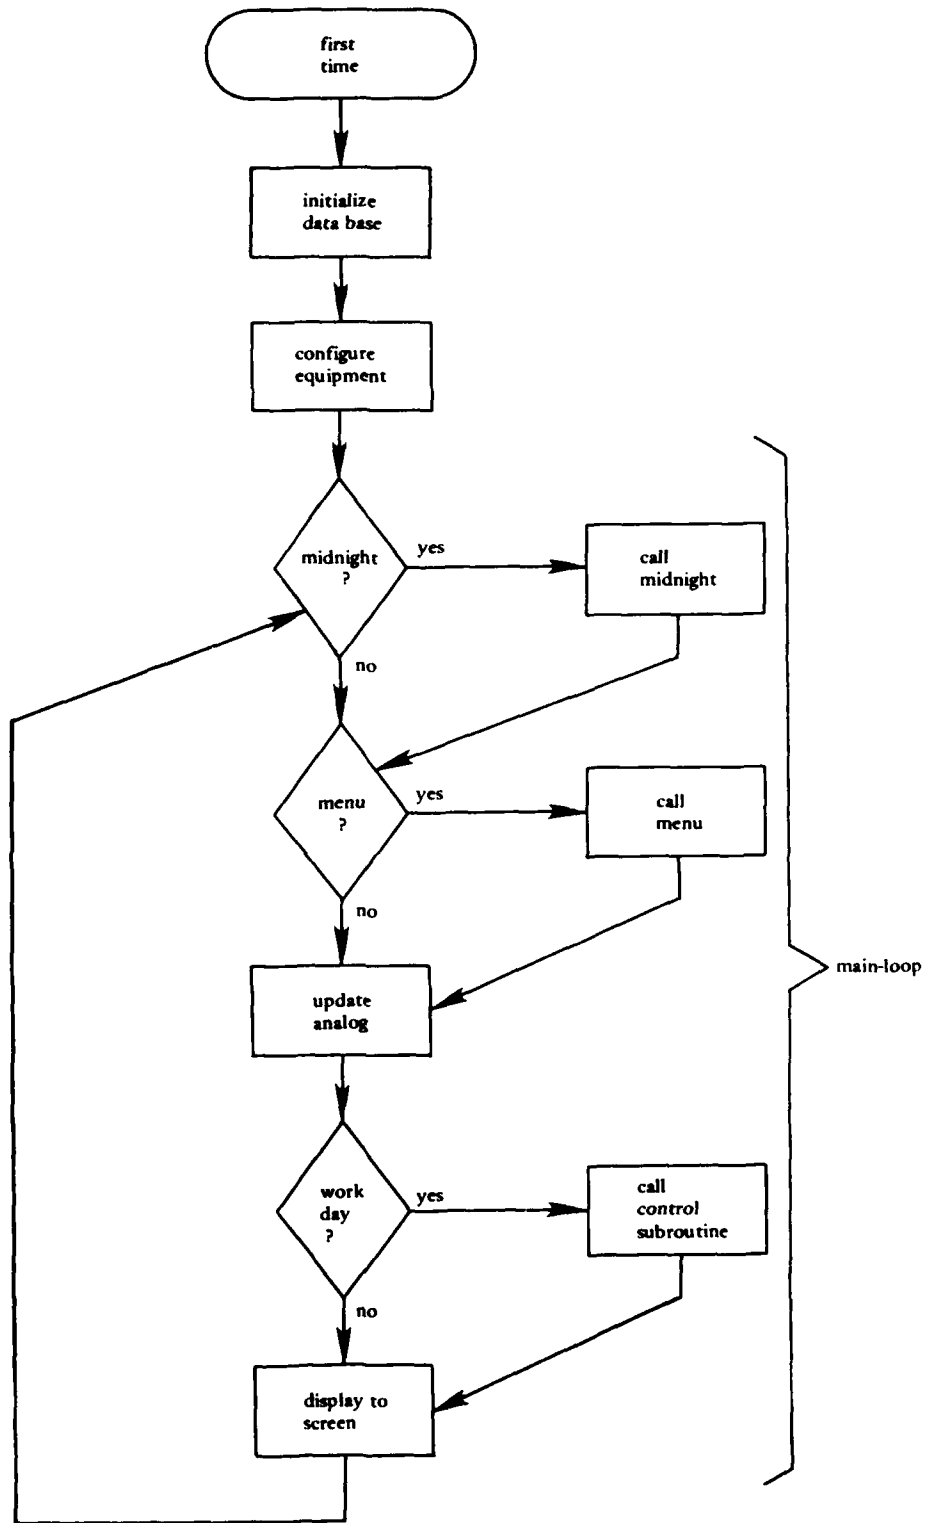 first
time
initialize
data base
configure
equipment
midnight
?
yes
call
midnight
no
menu
?
yes
call
menu
no
update
analog
main-loop
work
day
?
yes
call
control
subroutine
no
display to
screen